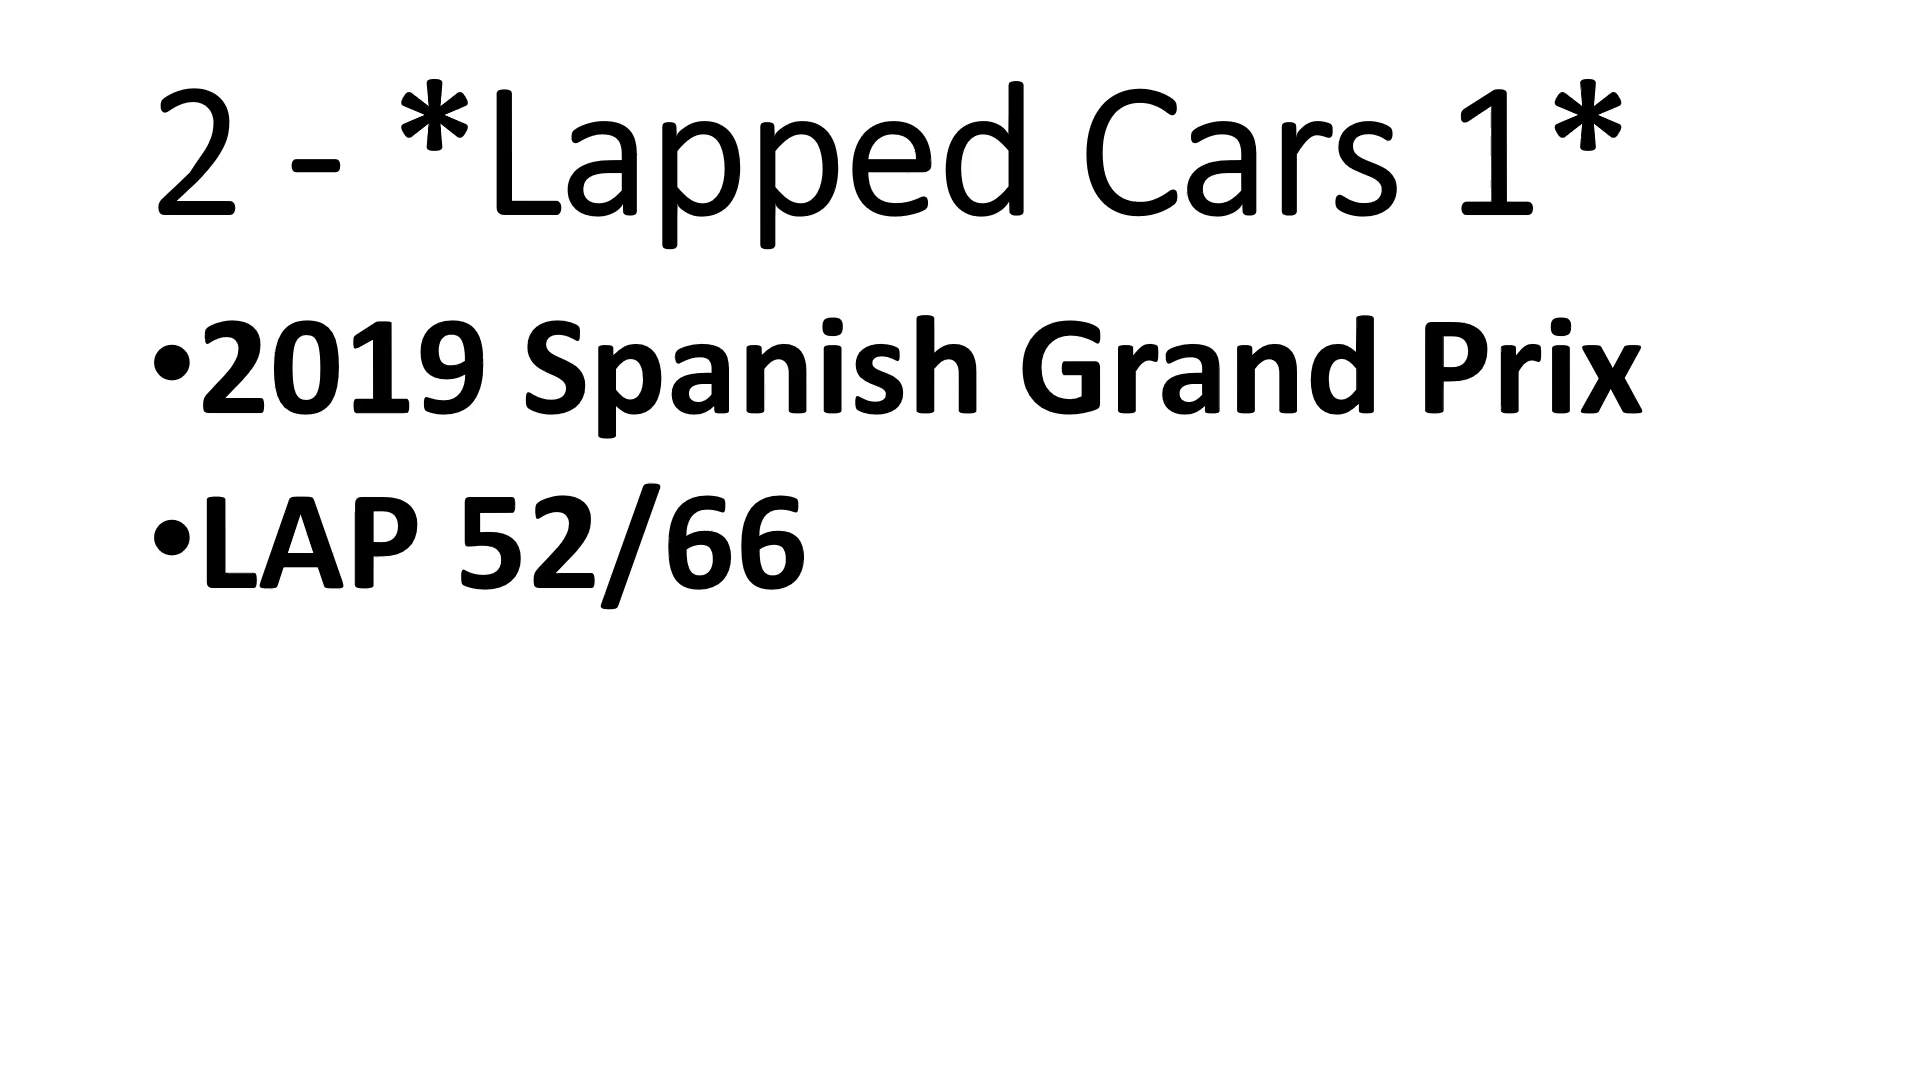 2 - *Lapped Cars 1*
•2019 Spanish Grand Prix
•LAP 52/66